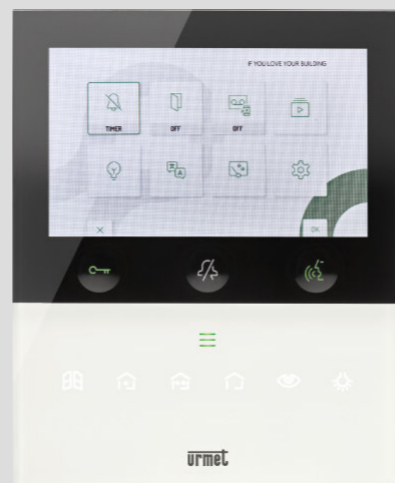 IF YOU LOVE YOUR BUILDING
TIMER
OFF
OFF
X
OK
urmet